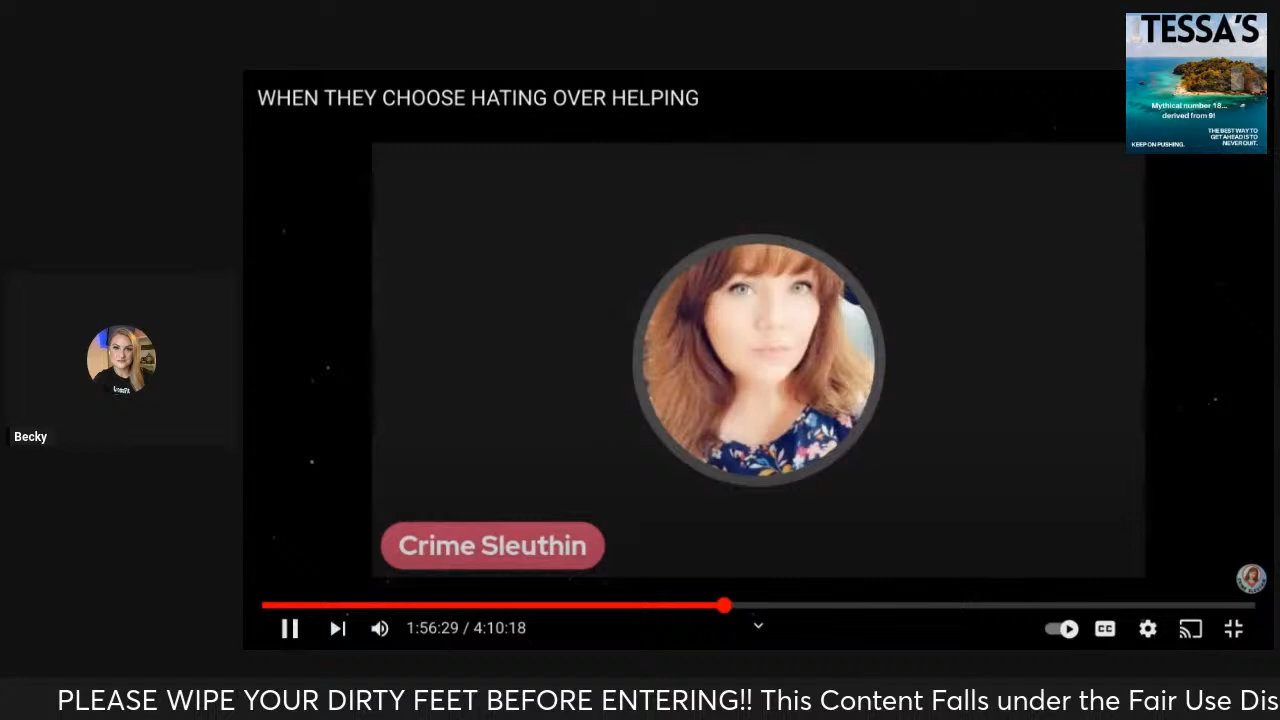 TESSA'S
WHEN THEY CHOOSE HATING OVER HELPING
Mythical number 18...
derived from 9!
THE BEST WAY TO
GET AHEAD IS TO
NEVER QUIT.
KEEP ON PUSHING.
Becky
Crime Sleuthin
1:56:29 / 4:10:18
CC
PLEASE WIPE YOUR DIRTY FEET BEFORE ENTERING!! This Content Falls under the Fair Use Dis